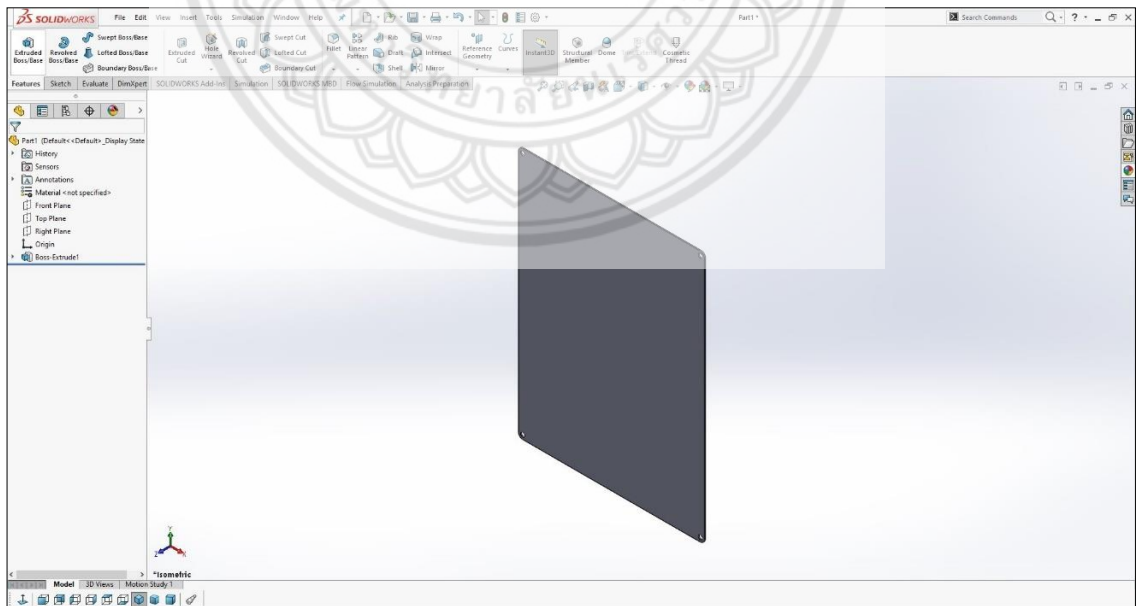 SOLIDWORKS File Edit View Insert Tools Simulation Window Help Part1 * Search Commands
Extruded Boss/Base
Revolved Boss/Base
Swept Boss/Base
Lofted Boss/Base
Boundary Boss/Base
Extruded Cut
Hole Wizard
Revolved Cut
Swept Cut
Lofted Cut
Boundary Cut
Fillet
Linear Pattern
Rib
Draft
Shell
Wrap
Intersect
Mirror
Reference Geometry
Curves
Instant3D
Structural Member
Dome
Cosmetic Thread
Features Sketch Evaluate DimXpert SOLIDWORKS Add-Ins Simulation SOLIDWORKS MBD Flow Simulation Analysis Preparation
Part1 (Default<<Default>_Display State
History
Sensors
Annotations
Material <not specified>
Front Plane
Top Plane
Right Plane
Origin
Boss-Extrude1
Y
Z
X
*Isometric
Model 3D Views Motion Study 1